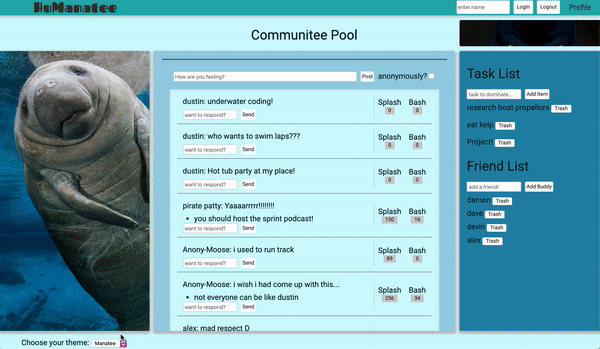 HuManatee
enter name Login Logout Profile
Communitee Pool
How are you feeling? Post anonymously?
dustin: underwater coding!
want to respond? Send
Splash Bash
0 0
dustin: who wants to swim laps???
want to respond? Send
Splash Bash
0 0
dustin: Hot tub party at my place!
want to respond? Send
Splash Bash
0 0
pirate patty: Yaaarrrrr!!!!!!!!
you should host the sprint podcast!
want to respond? Send
Splash Bash
150 16
Anony-Moose: i used to run track
want to respond? Send
Splash Bash
89 0
Anony-Moose: i wish i had come up with this...
not everyone can be like dustin
want to respond? Send
Splash Bash
256 34
alex: mad respect D
Splash Bash
Task List
task to dominate... Add Item
research boat propellors Trash
eat kelp Trash
Project! Trash
Friend List
add a friend! Add Buddy
damon Trash
dave Trash
devin Trash
alex Trash
Choose your theme: Manatee